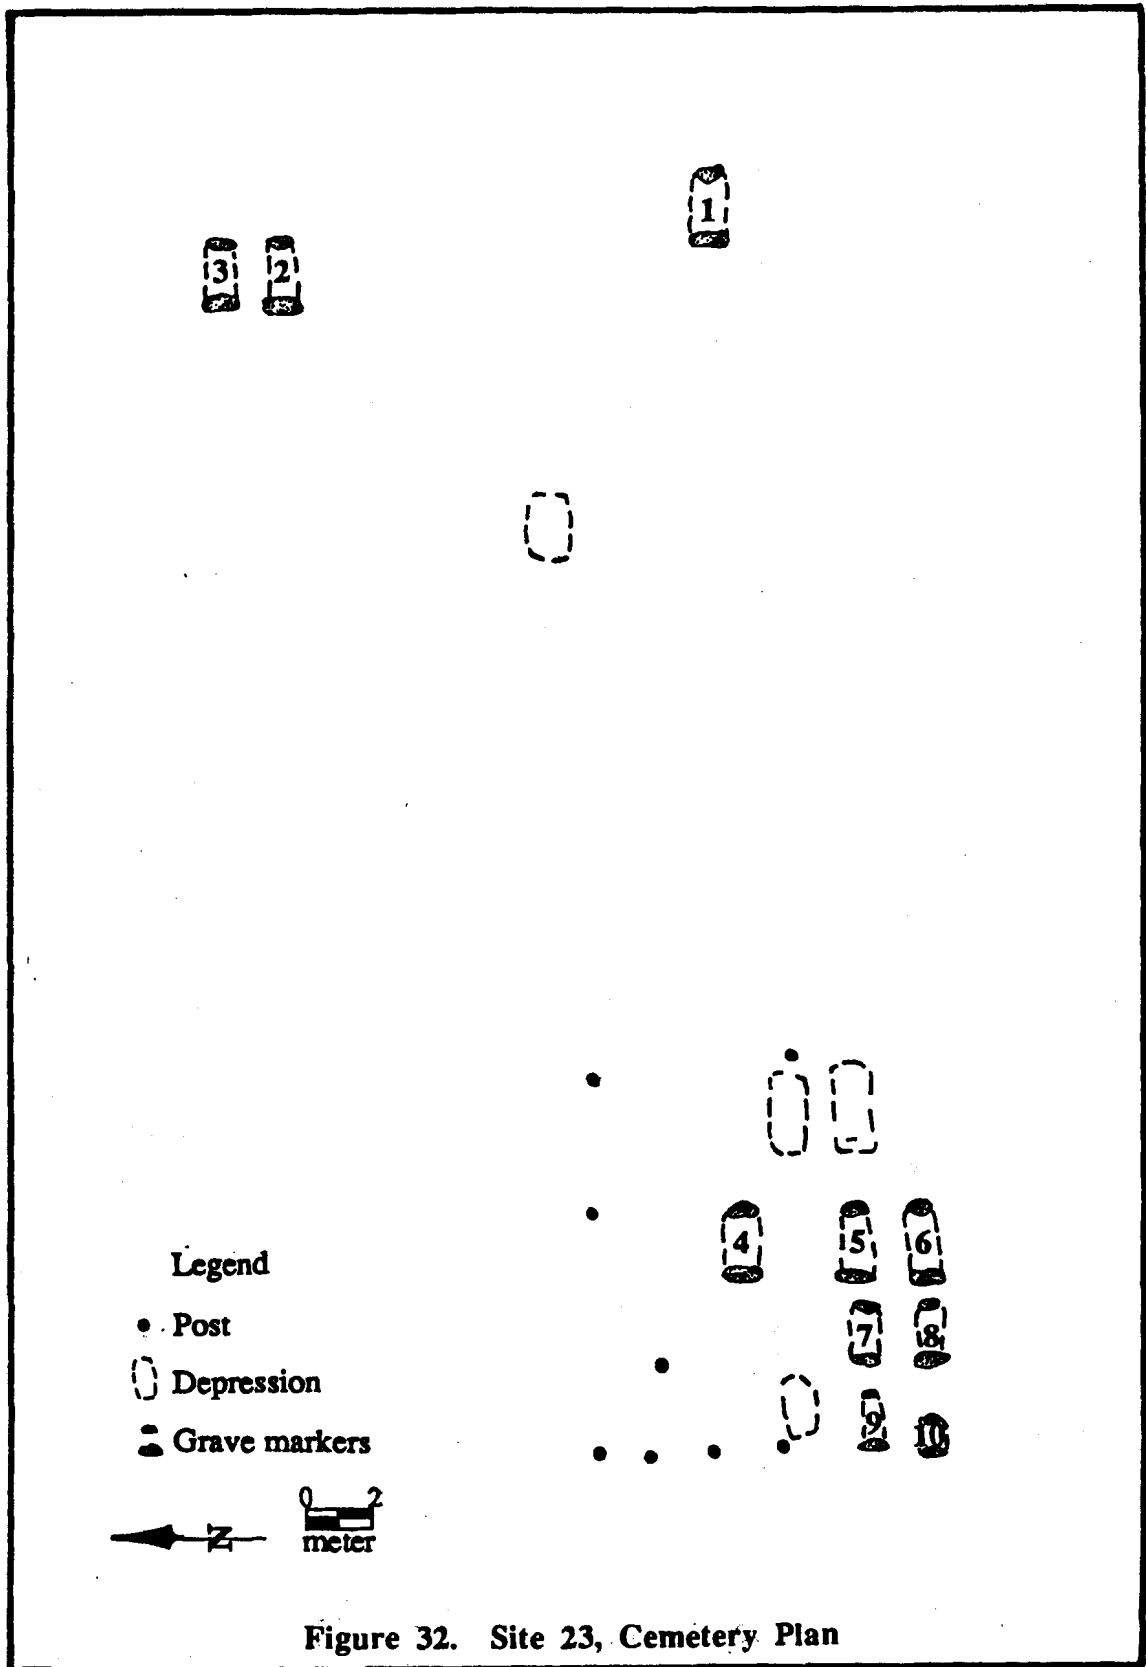 1
3 2
4 5 6
7 8
9 10
Legend
Post
Depression
Grave markers
0 2
meter
N
Figure 32. Site 23, Cemetery Plan